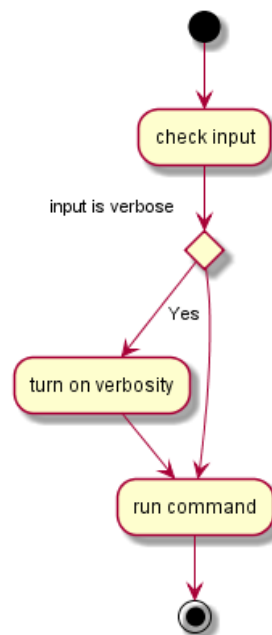 check input
input is verbose
Yes
turn on verbosity
run command